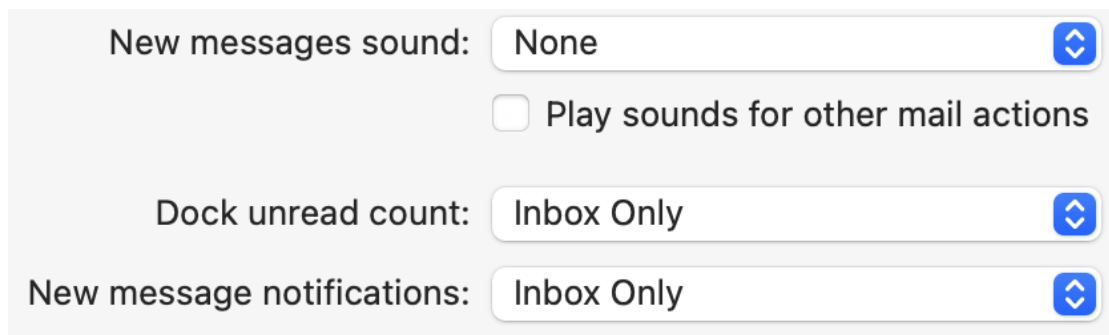 New messages sound: None
Play sounds for other mail actions
Dock unread count: Inbox Only
New message notifications: Inbox Only